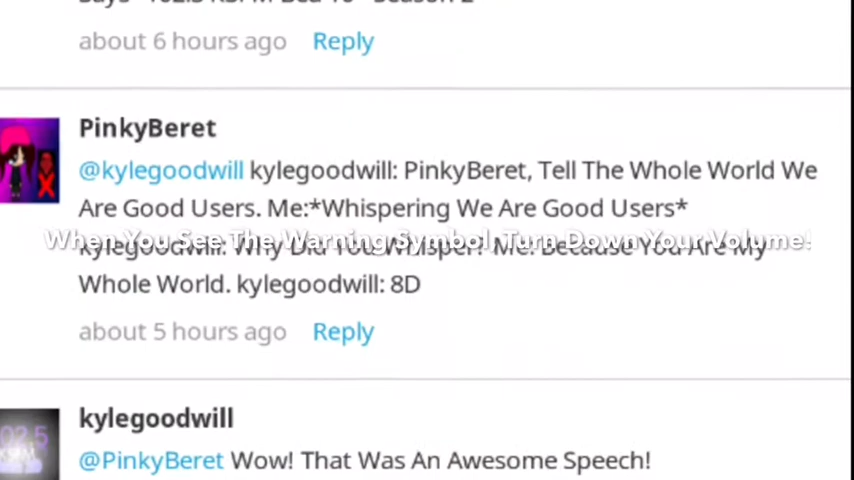 about 6 hours ago Reply
PinkyBeret
@kylegoodwill kylegoodwill: PinkyBeret, Tell The Whole World We
Are Good Users. Me:*Whispering We Are Good Users*
When You See The Warning Symbol, Turn Down Your Volume!
kylegoodwill: Why Did You Whisper? Me: Because You Are My
Whole World. kylegoodwill: 8D
about 5 hours ago Reply
kylegoodwill
@PinkyBeret Wow! That Was An Awesome Speech!